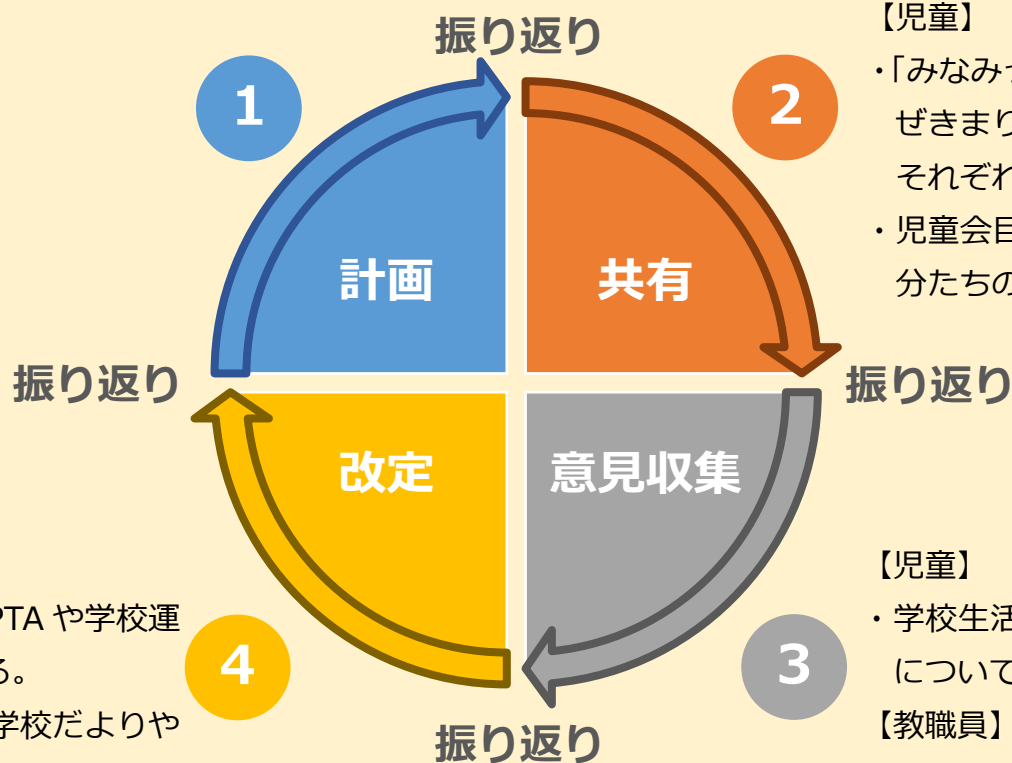 振り返り
1
2
【児童】
・「みなみ
ぜきまり
それぞれ
・児童会目
分たちの
計画
共有
振り返り
振り返り
改定
意見収集
PTA や学校運
る。
学校だよりや
4
3
【児童】
・学校生活
について
【教職員】
振り返り